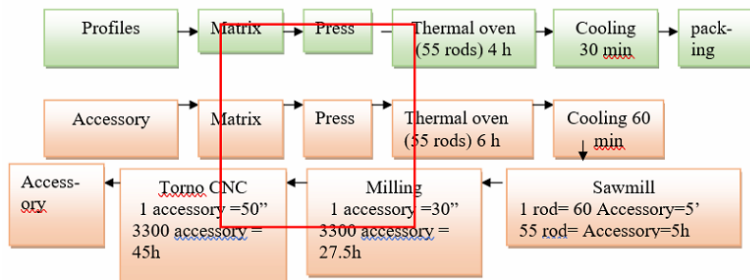 Profiles
Matrix
Press
Thermal oven
(55 rods) 4 h
Cooling
30 min
pack-
ing
Accessory
Matrix
Press
Thermal oven
(55 rods) 6 h
Cooling 60
min
Access-
ory
Torno CNC
1 accessory =50”
3300 accessory =
45h
Milling
1 accessory =30”
3300 accessory =
27.5h
Sawmill
1 rod= 60 Accessory=5’
55 rod= Accessory=5h